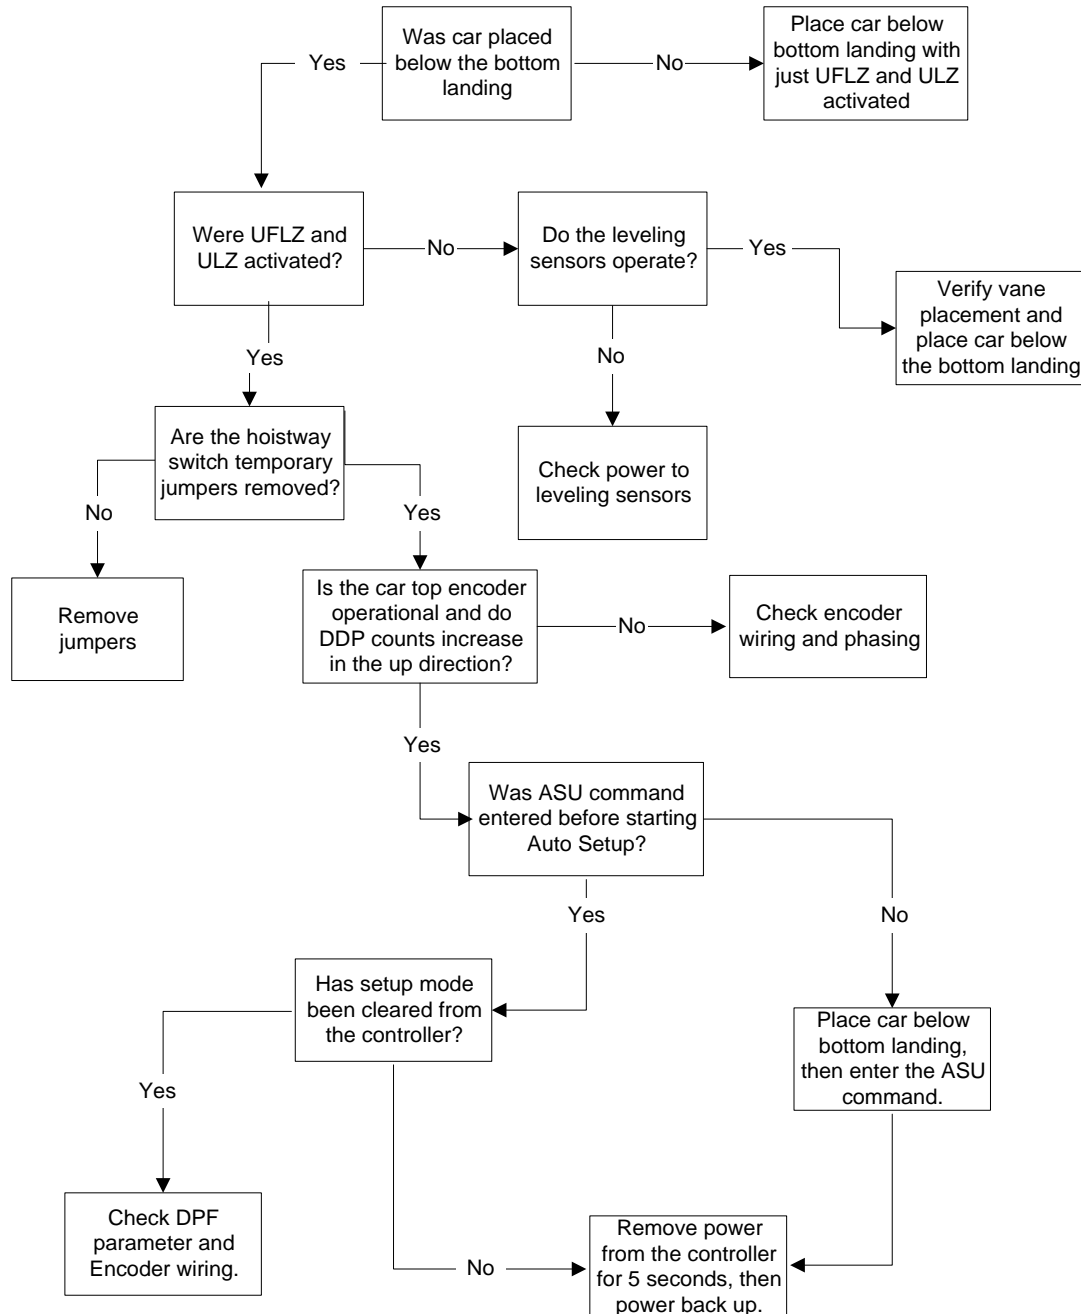 Was car placed
below the bottom
landing
Yes
No
Place car below
bottom landing with
just UFLZ and ULZ
activated
Were UFLZ and
ULZ activated?
No
Do the leveling
sensors operate?
Yes
Verify vane
placement and
place car below
the bottom landing
Yes
No
Are the hoistway
switch temporary
jumpers removed?
Check power to
leveling sensors
No
Yes
Remove
jumpers
Is the car top encoder
operational and do
DDP counts increase
in the up direction?
No
Check encoder
wiring and phasing
Yes
Was ASU command
entered before starting
Auto Setup?
Yes
No
Has setup mode
been cleared from
the controller?
Place car below
bottom landing,
then enter the ASU
command.
Yes
Check DPF
parameter and
Encoder wiring.
No
Remove power
from the controller
for 5 seconds, then
power back up.